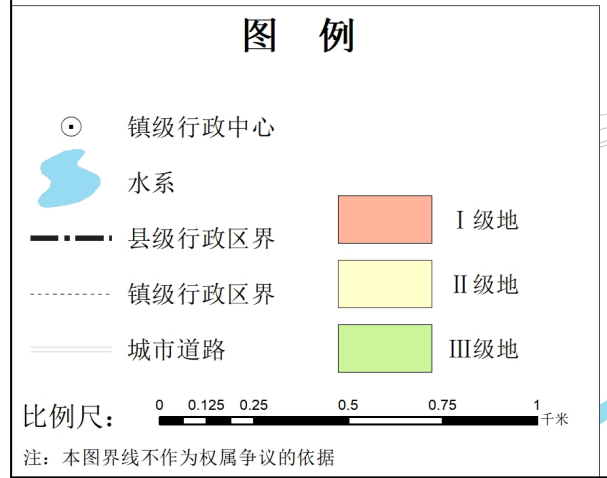 图 例
镇级行政中心
水系
县级行政区界
镇级行政区界
城市道路
Ⅰ级地
Ⅱ级地
Ⅲ级地
比例尺： 0 0.125 0.25 0.5 0.75 1 千米
注：本图界线不作为权属争议的依据